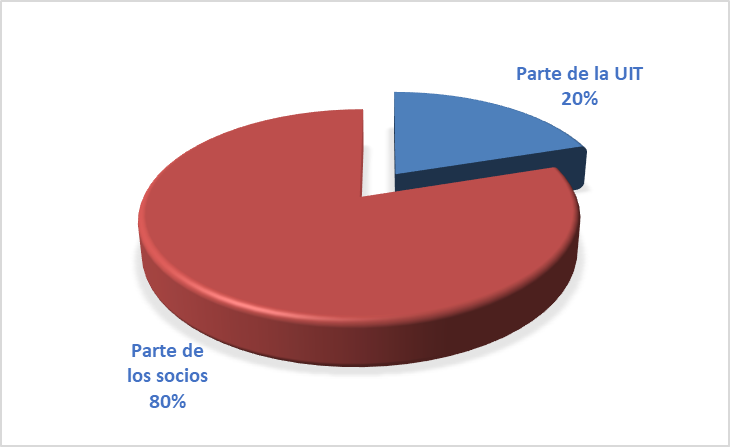 Parte de la UIT
20%
Parte de
los socios
80%